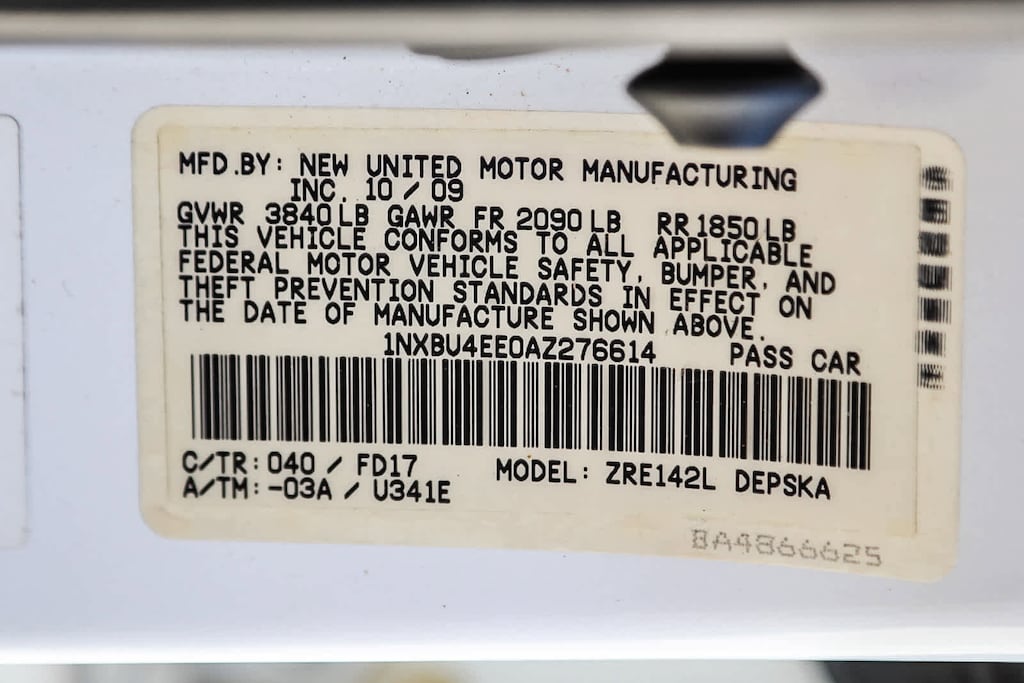 MFD.BY: NEW UNITED MOTOR MANUFACTURING
INC. 10 / 09
GVWR 3840 LB GAWR FR 2090 LB RR 1850 LB
THIS VEHICLE CONFORMS TO ALL APPLICABLE
FEDERAL MOTOR VEHICLE SAFETY, BUMPER, AND
THEFT PREVENTION STANDARDS IN EFFECT ON
THE DATE OF MANUFACTURE SHOWN ABOVE.
1NXBU4EE0AZ276614 PASS CAR
C/TR: 040 / FD17 MODEL: ZRE142L DEPSKA
A/TM: -03A / U341E
BA4866625